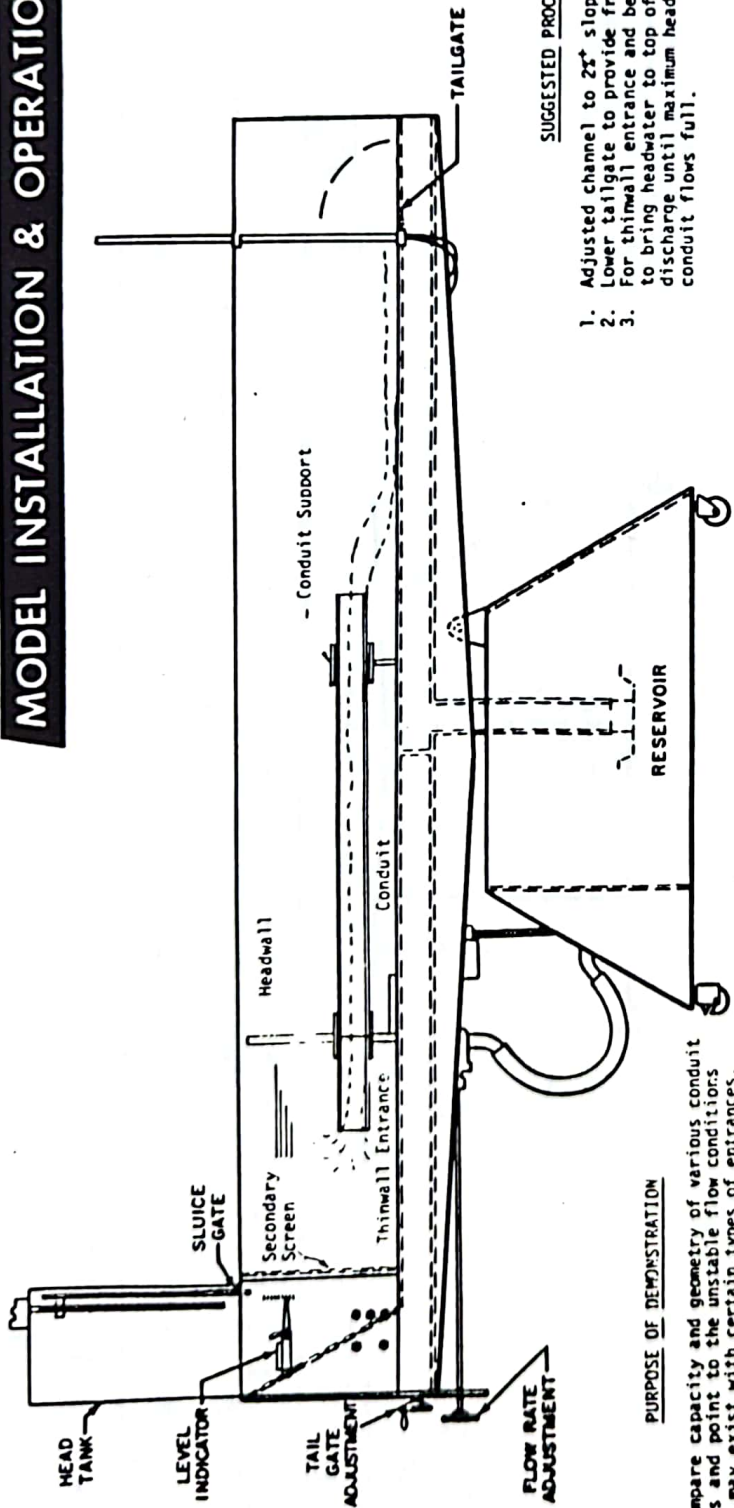 MODEL INSTALLATION & OPERATIO
HEAD
TANK
LEVEL
INDICATOR
TAIL
GATE
ADJUSTMENT
FLOW RATE
ADJUSTMENT
SLUICE
GATE
Secondary
Screen
Thinwall Entrance
Headwall
Conduit
- Conduit Support
RESERVOIR
TAILGATE
PURPOSE OF DEMONSTRATION
mpare capacity and geometry of various conduit
s and point to the unstable flow conditions
may exist with certain types of entrances.
SUGGESTED PROC
1. Adjusted channel to 2%+ slop
2. Lower tailgate to provide fr
3. For thinwall entrance and be
to bring headwater to top of
discharge until maximum head
conduit flows full.